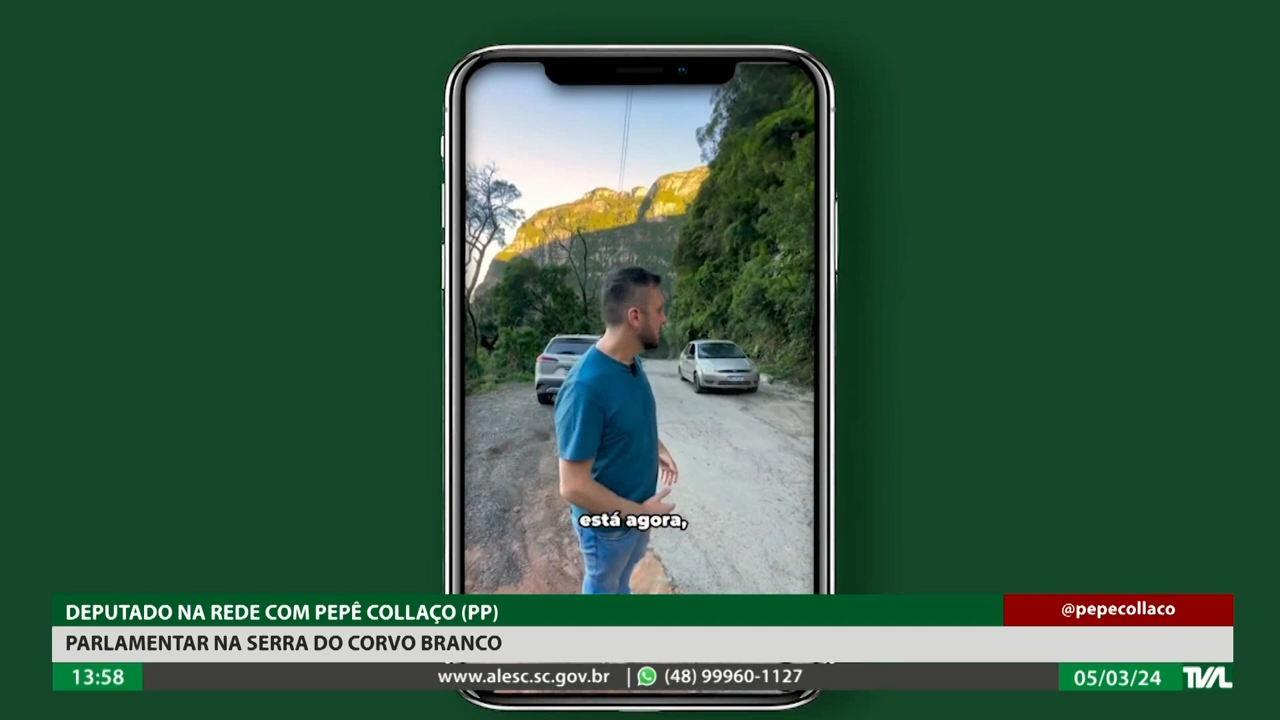 está agora,
DEPUTADO NA REDE COM PEPÊ COLLAÇO (PP)
@pepecollaco
PARLAMENTAR NA SERRA DO CORVO BRANCO
13:58
www.alesc.sc.gov.br | (48) 99960-1127
05/03/24
TVAL